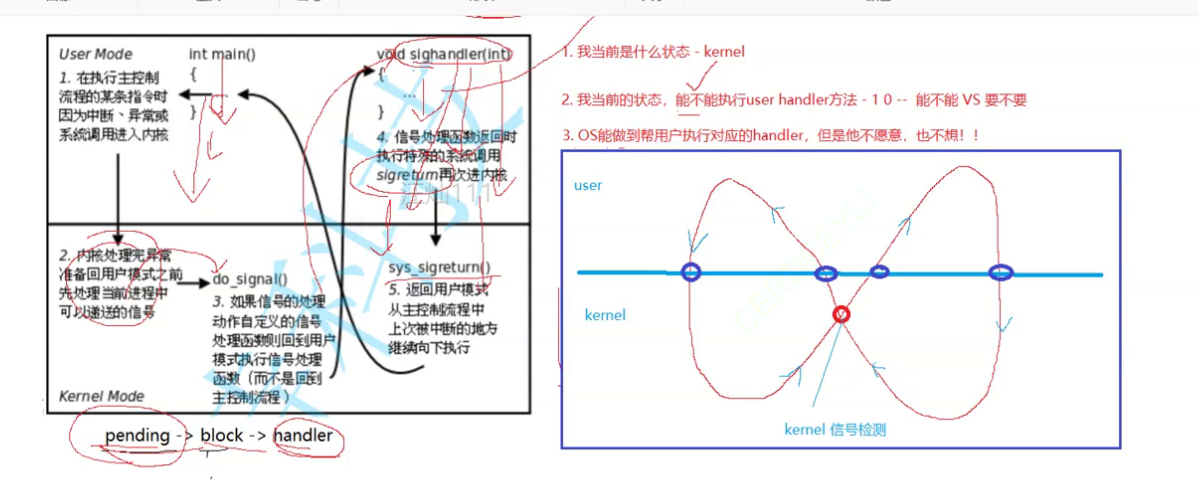 User Mode
int main()
{
...
}
1. 在执行主控制
流程的某条指令时
因为中断、异常或
系统调用进入内核
void sighandler(int)
{
...
}
4. 信号处理函数返回时
执行特殊的系统调用
sigreturn再次进内核
2. 内核处理完异常
准备回用户模式之前
先处理当前进程中
可以递送的信号
do_signal()
3. 如果信号的处理
动作自定义的信号
处理函数则回到用户
模式执行信号处理
函数（而不是回到
主控制流程）
sys_sigreturn()
5. 返回用户模式
从主控制流程中
上次被中断的地方
继续向下执行
Kernel Mode
pending -> block -> handler
1. 我当前是什么状态 - kernel
2. 我当前的状态，能不能执行user handler方法 - 1 0 -- 能不能 VS 要不要
3. OS能做到帮用户执行对应的handler，但是他不愿意，也不想！！
user
kernel
kernel 信号检测